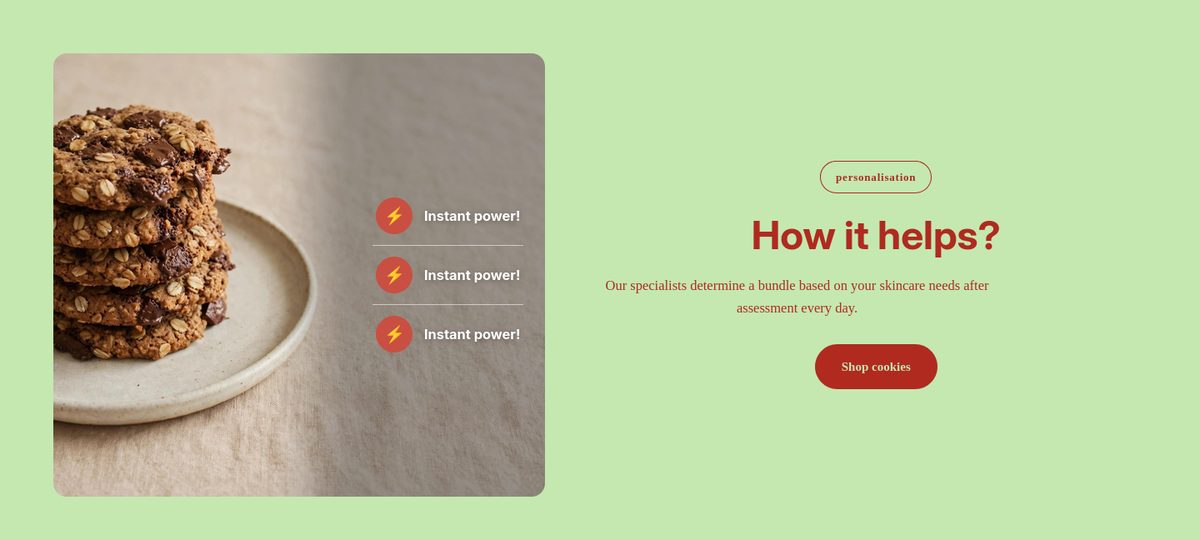 Instant power!
Instant power!
Instant power!
personalisation
How it helps?
Our specialists determine a bundle based on your skincare needs after
assessment every day.
Shop cookies